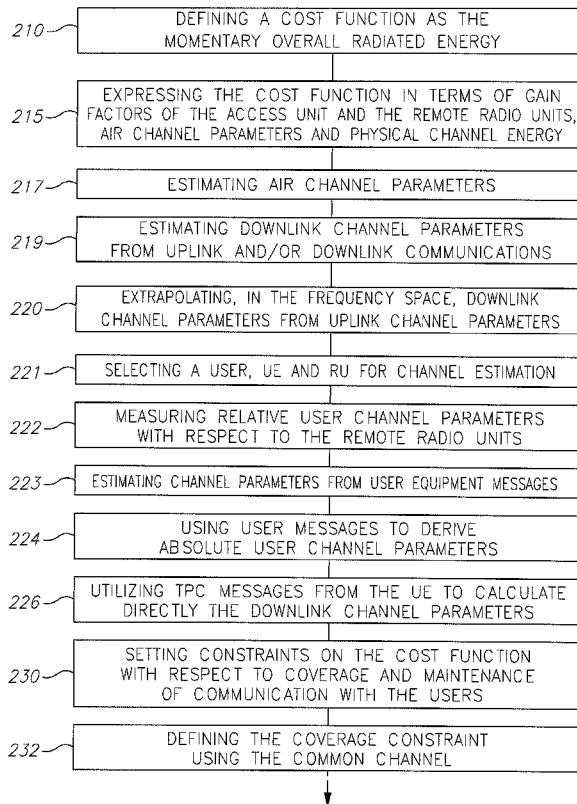 210
DEFINING A COST FUNCTION AS THE
MOMENTARY OVERALL RADIATED ENERGY
215
EXPRESSING THE COST FUNCTION IN TERMS OF GAIN
FACTORS OF THE ACCESS UNIT AND THE REMOTE RADIO UNITS,
AIR CHANNEL PARAMETERS AND PHYSICAL CHANNEL ENERGY
217
ESTIMATING AIR CHANNEL PARAMETERS
219
ESTIMATING DOWNLINK CHANNEL PARAMETERS
FROM UPLINK AND/OR DOWNLINK COMMUNICATIONS
220
EXTRAPOLATING, IN THE FREQUENCY SPACE, DOWNLINK
CHANNEL PARAMETERS FROM UPLINK CHANNEL PARAMETERS
221
SELECTING A USER, UE AND RU FOR CHANNEL ESTIMATION
222
MEASURING RELATIVE USER CHANNEL PARAMETERS
WITH RESPECT TO THE REMOTE RADIO UNITS
223
ESTIMATING CHANNEL PARAMETERS FROM USER EQUIPMENT MESSAGES
224
USING USER MESSAGES TO DERIVE
ABSOLUTE USER CHANNEL PARAMETERS
226
UTILIZING TPC MESSAGES FROM THE UE TO CALCULATE
DIRECTLY THE DOWNLINK CHANNEL PARAMETERS
230
SETTING CONSTRAINTS ON THE COST FUNCTION
WITH RESPECT TO COVERAGE AND MAINTENANCE
OF COMMUNICATION WITH THE USERS
232
DEFINING THE COVERAGE CONSTRAINT
USING THE COMMON CHANNEL